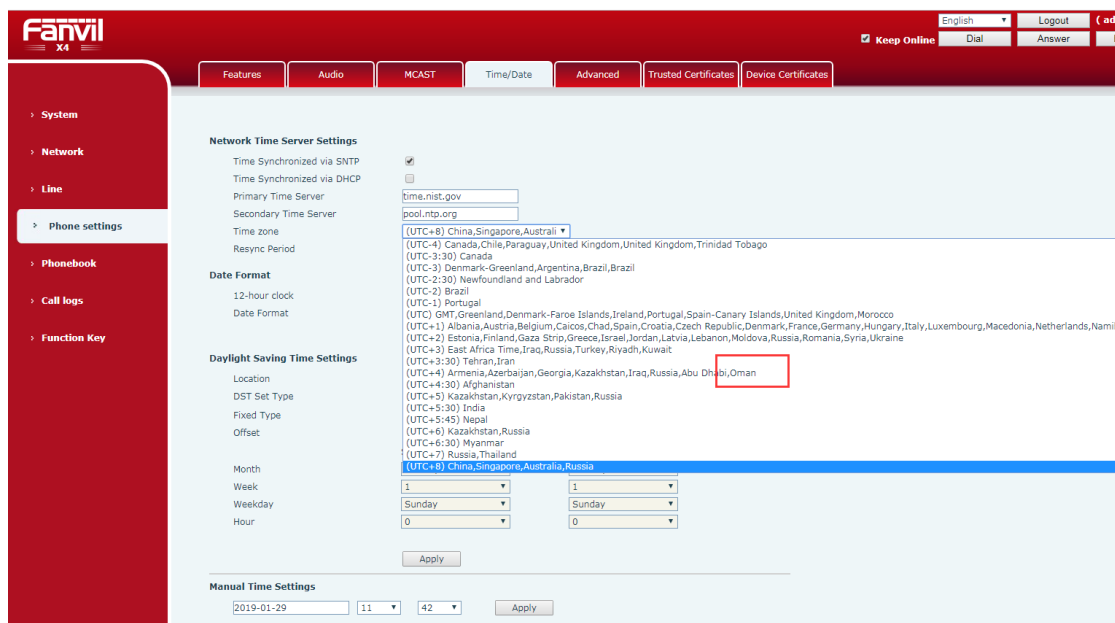 Fanvil
X4
English
Logout
( ad
Keep Online
Dial
Answer
Features
Audio
MCAST
Time/Date
Advanced
Trusted Certificates
Device Certificates
› System
› Network
› Line
› Phone settings
› Phonebook
› Call logs
› Function Key
Network Time Server Settings
Time Synchronized via SNTP
Time Synchronized via DHCP
Primary Time Server
time.nist.gov
Secondary Time Server
pool.ntp.org
Time zone
(UTC+8) China,Singapore,Australi
Resync Period
(UTC-4) Canada,Chile,Paraguay,United Kingdom,United Kingdom,Trinidad Tobago
(UTC-3:30) Canada
(UTC-3) Denmark-Greenland,Argentina,Brazil,Brazil
(UTC-2:30) Newfoundland and Labrador
(UTC-2) Brazil
(UTC-1) Portugal
(UTC) GMT,Greenland,Denmark-Faroe Islands,Ireland,Portugal,Spain-Canary Islands,United Kingdom,Morocco
(UTC+1) Albania,Austria,Belgium,Caicos,Chad,Spain,Croatia,Czech Republic,Denmark,France,Germany,Hungary,Italy,Luxembourg,Macedonia,Netherlands,Nami
(UTC+2) Estonia,Finland,Gaza Strip,Greece,Israel,Jordan,Latvia,Lebanon,Moldova,Russia,Romania,Syria,Ukraine
(UTC+3) East Africa Time,Iraq,Russia,Turkey,Riyadh,Kuwait
(UTC+3:30) Tehran,Iran
(UTC+4) Armenia,Azerbaijan,Georgia,Kazakhstan,Iraq,Russia,Abu Dhabi,Oman
(UTC+4:30) Afghanistan
(UTC+5) Kazakhstan,Kyrgyzstan,Pakistan,Russia
(UTC+5:30) India
(UTC+5:45) Nepal
(UTC+6) Kazakhstan,Russia
(UTC+6:30) Myanmar
(UTC+7) Russia,Thailand
(UTC+8) China,Singapore,Australia,Russia
Date Format
12-hour clock
Date Format
Daylight Saving Time Settings
Location
DST Set Type
Fixed Type
Offset
Month
Week
1
1
Weekday
Sunday
Sunday
Hour
0
0
Apply
Manual Time Settings
2019-01-29
11
42
Apply